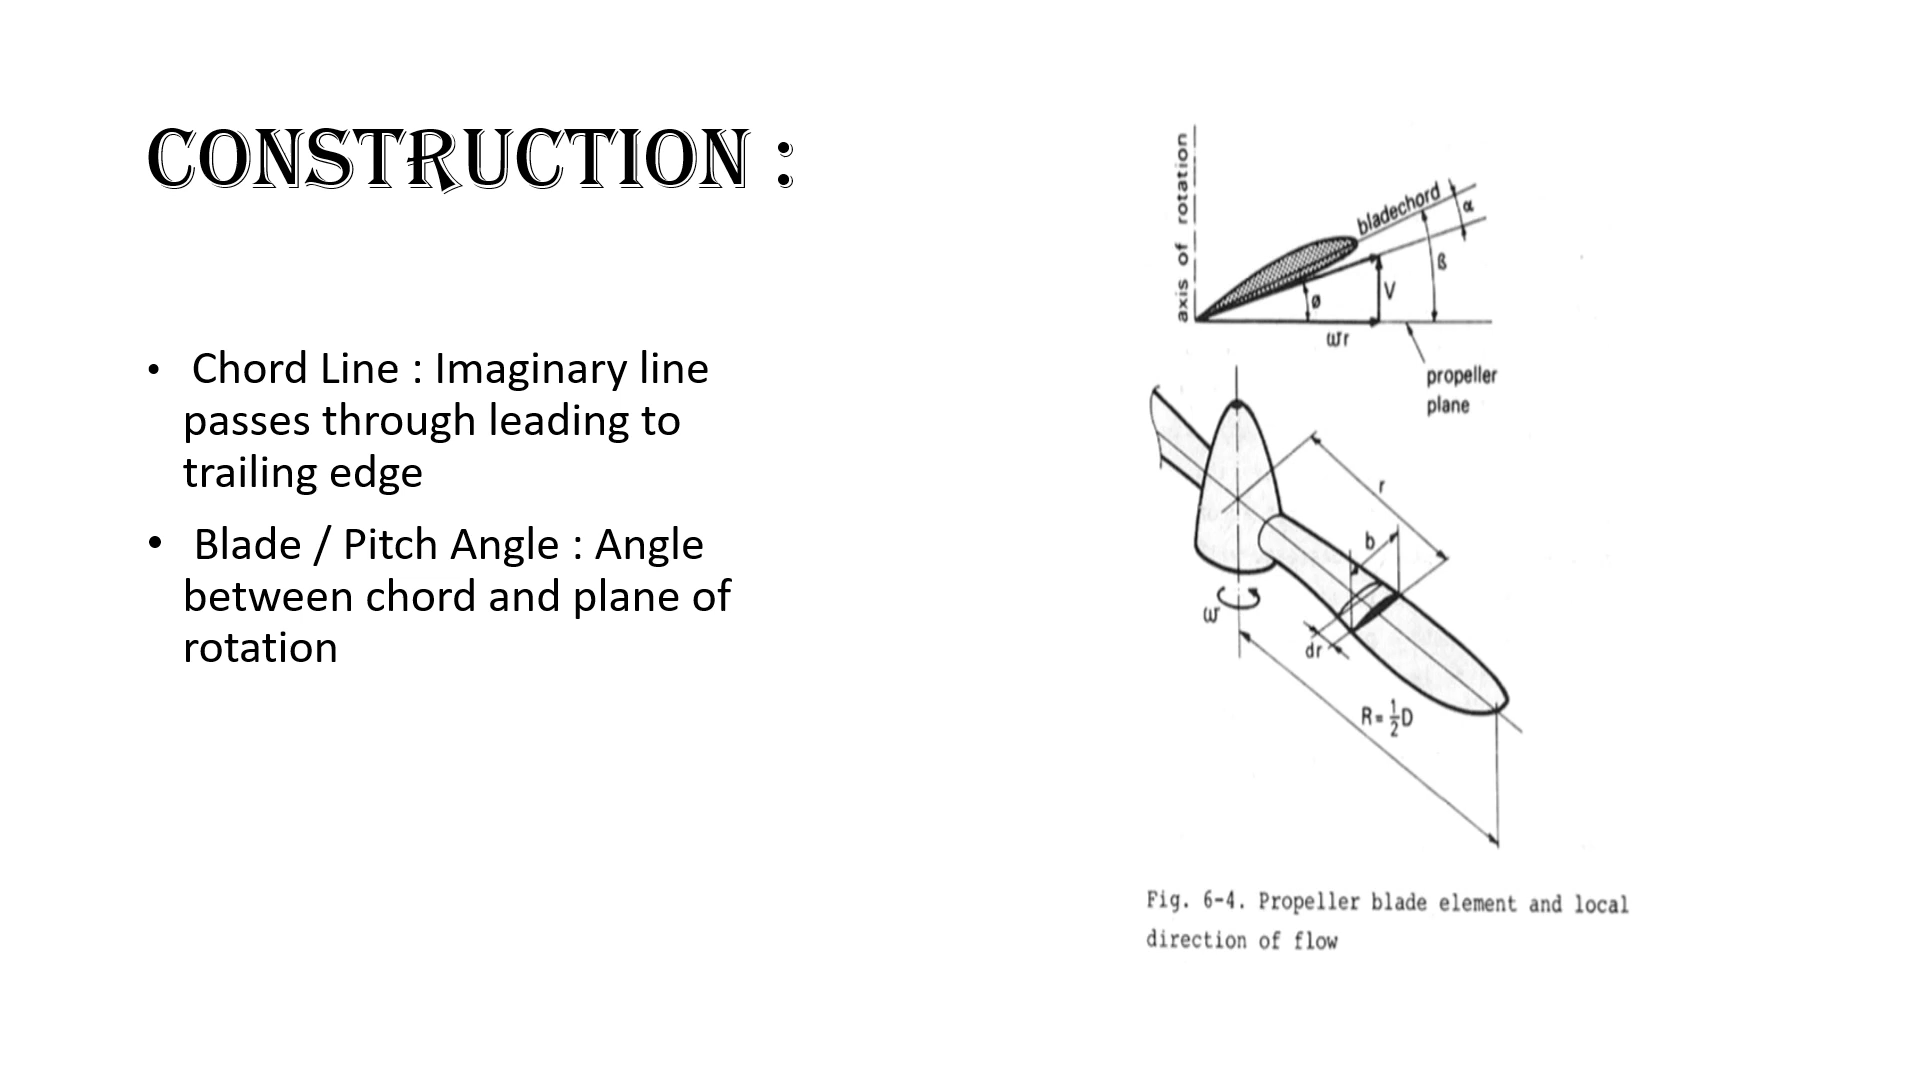 CONSTRUCTION :
• Chord Line : Imaginary line
passes through leading to
trailing edge
• Blade / Pitch Angle : Angle
between chord and plane of
rotation
axis of rotation
bladechord
α
ß
V
ø
ωr
propeller
plane
r
b
ω
dr
R=½D
Fig. 6-4. Propeller blade element and local
direction of flow